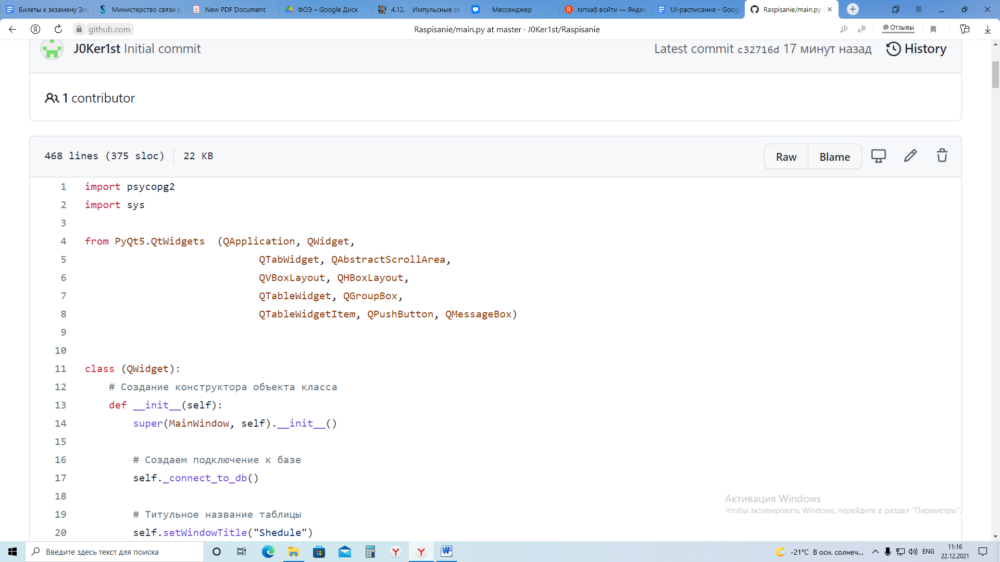 Билеты к экзамену Эле
Министерство связи р
New PDF Document
ФОЭ – Google Диск
4.12. Импульсные св
Мессенджер
гитхаб войти — Яндек
UI-расписание - Goog
Raspisanie/main.py a
github.com
Raspisanie/main.py at master · J0Ker1st/Raspisanie
Отзывы
J0Ker1st Initial commit
Latest commit c32716d 17 минут назад
History
1 contributor
468 lines (375 sloc)
22 KB
Raw
Blame
1 import psycopg2
2 import sys
3
4 from PyQt5.QtWidgets (QApplication, QWidget,
5 QTabWidget, QAbstractScrollArea,
6 QVBoxLayout, QHBoxLayout,
7 QTableWidget, QGroupBox,
8 QTableWidgetItem, QPushButton, QMessageBox)
9
10
11 class (QWidget):
12 # Создание конструктора объекта класса
13 def __init__(self):
14 super(MainWindow, self).__init__()
15
16 # Создаем подключение к базе
17 self._connect_to_db()
18
19 # Титульное название таблицы
20 self.setWindowTitle("Shedule")
Активация Windows
Чтобы активировать Windows, перейдите в раздел "Параметры".
Введите здесь текст для поиска
-21°C В осн. солнеч...
ENG
11:16
22.12.2021